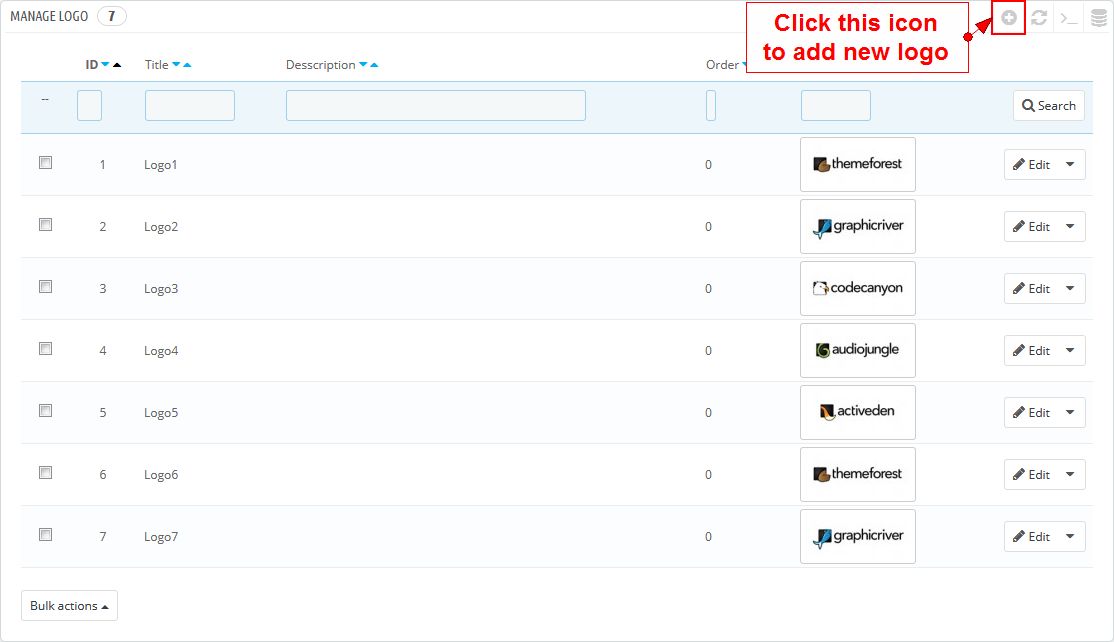 MANAGE LOGO 7
Click this icon
to add new logo
ID Title Desscription Order
--
Search
1 Logo1 0 themeforest Edit
2 Logo2 0 graphicriver Edit
3 Logo3 0 codecanyon Edit
4 Logo4 0 audiojungle Edit
5 Logo5 0 activeden Edit
6 Logo6 0 themeforest Edit
7 Logo7 0 graphicriver Edit
Bulk actions